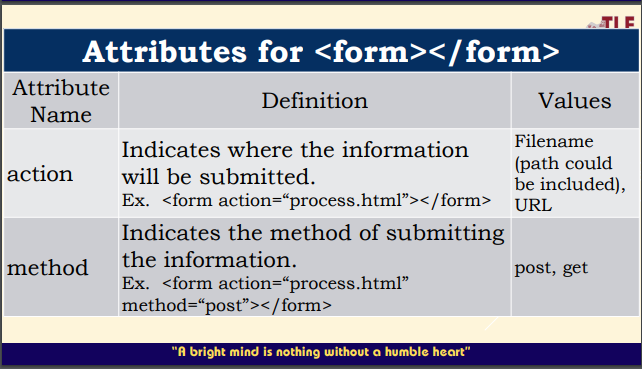 TLE
Attributes for <form></form>
Attribute
Name
Definition
Values
action
Indicates where the information
will be submitted.
Ex.  <form action=“process.html”></form>
Filename
(path could
be included),
URL
method
Indicates the method of submitting
the information.
Ex.  <form action=“process.html”
method=“post”></form>
post, get
“A bright mind is nothing without a humble heart”